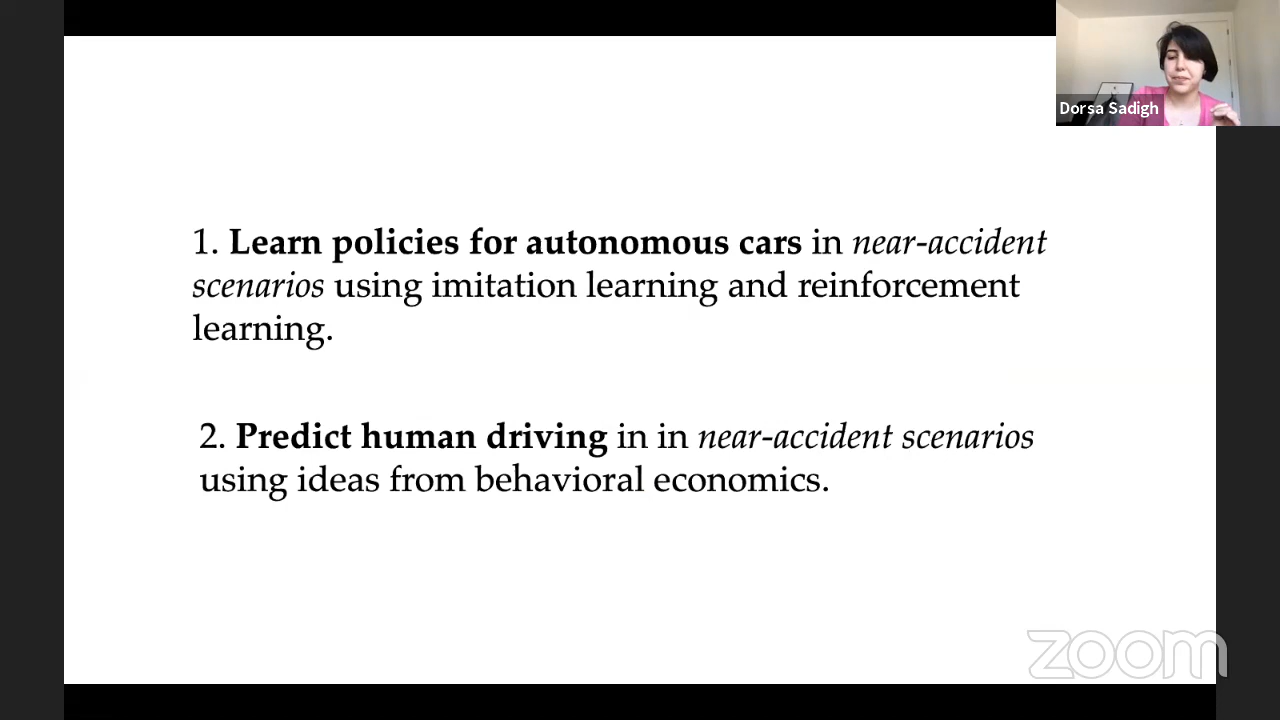 Dorsa Sadigh
1. Learn policies for autonomous cars in near-accident
scenarios using imitation learning and reinforcement
learning.
2. Predict human driving in in near-accident scenarios
using ideas from behavioral economics.
zoom